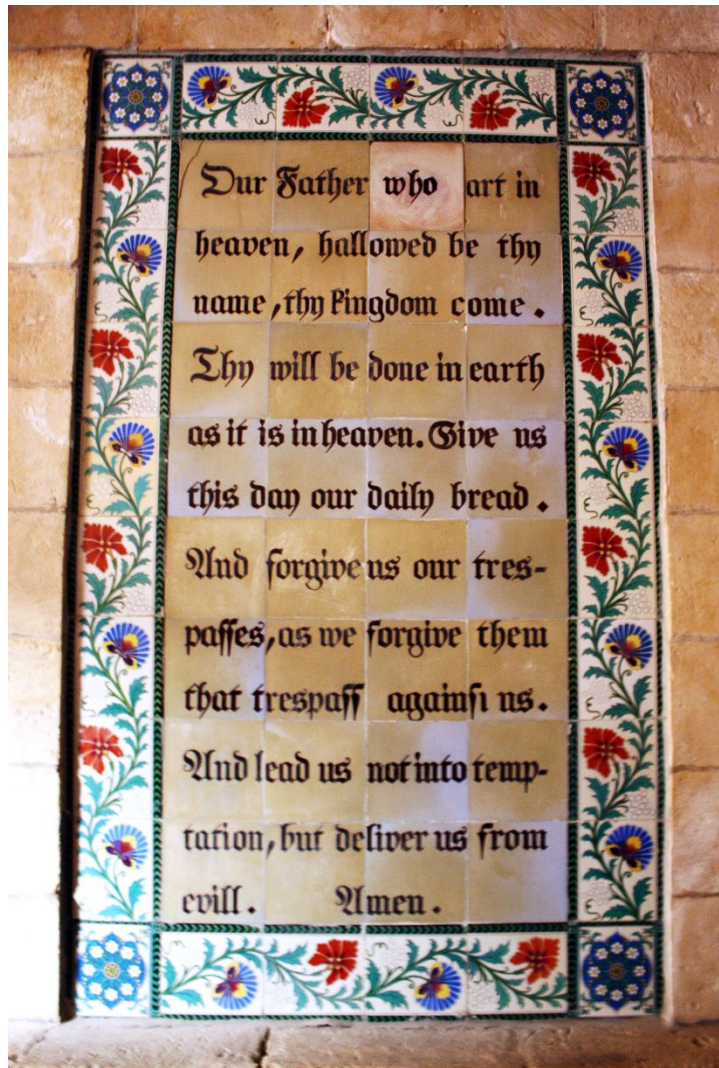 Our Father who art in
heaven, hallowed be thy
name, thy kingdom come.
Thy will be done in earth
as it is in heaven. Give us
this day our daily bread.
And forgive us our tres-
paſſes, as we forgive them
that treſpaſſ againſt us.
And lead us not into temp-
tation, but deliver us from
evill. Amen.